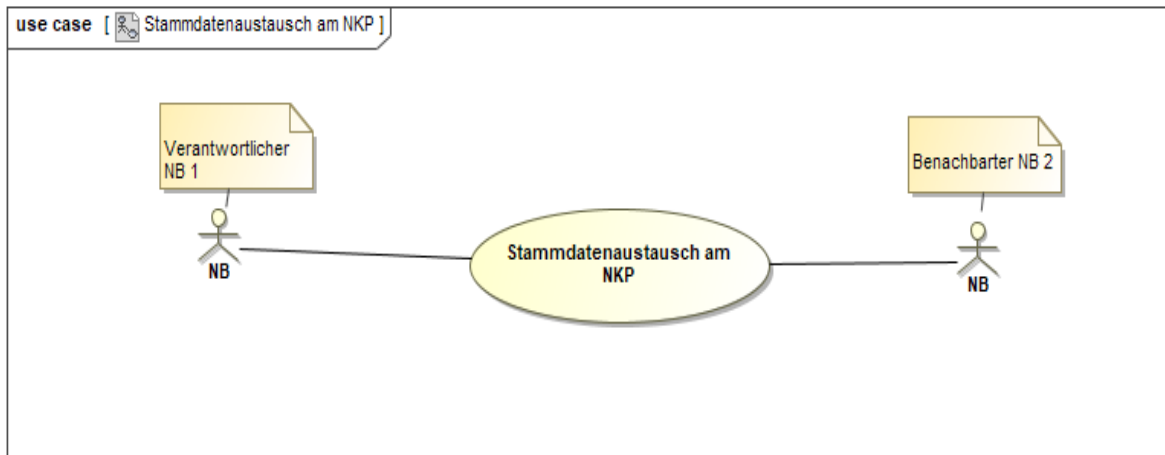 use case [ Stammdatenaustausch am NKP ]
Verantwortlicher
NB 1
Benachbarter NB 2
NB
Stammdatenaustausch am
NKP
NB